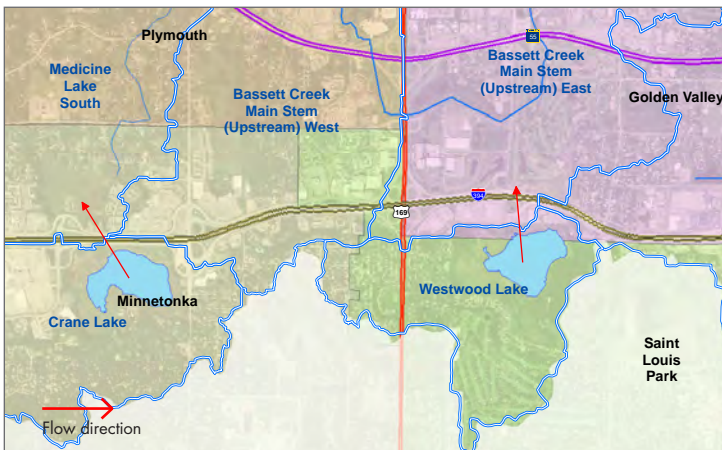 Plymouth
55
Medicine
Lake
South
Bassett Creek
Main Stem
(Upstream) West
Bassett Creek
Main Stem
(Upstream) East
Golden Valley
394
169
Minnetonka
Crane Lake
Westwood Lake
Saint
Louis
Park
Flow direction